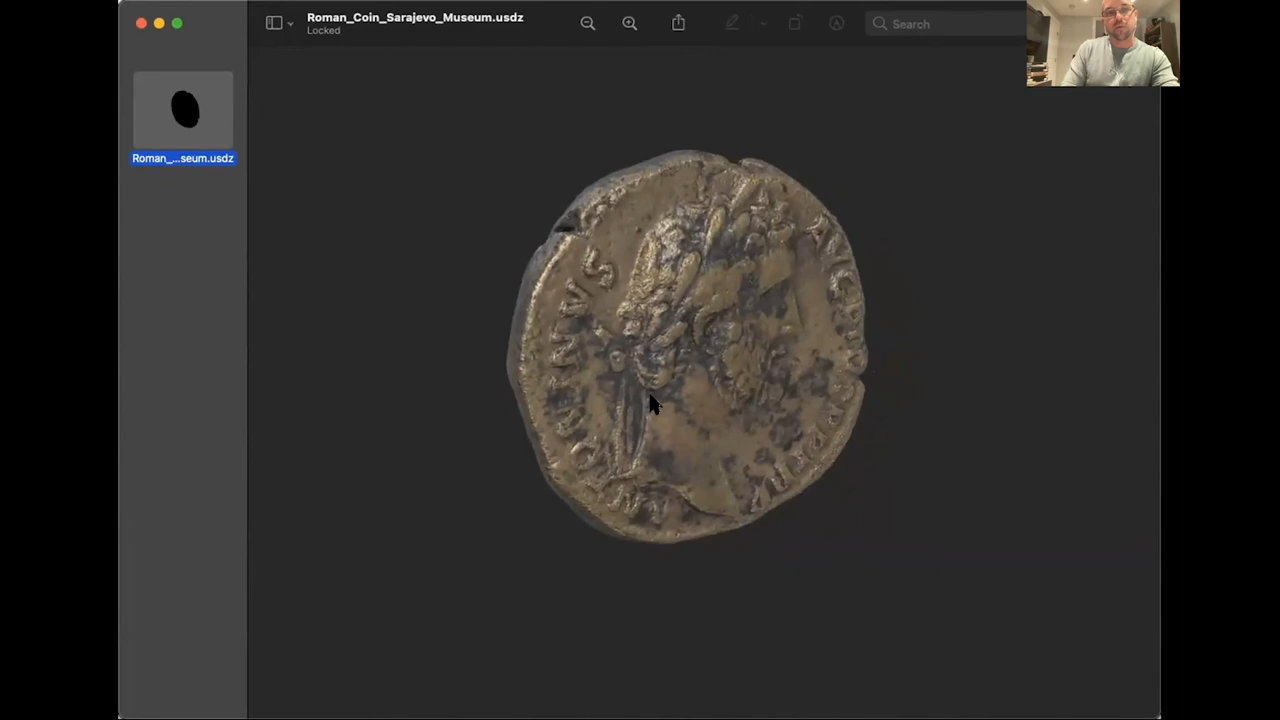 Roman_Coin_Sarajevo_Museum.usdz
Locked
Search
Roman_...seum.usdz
ANTONINVS
AVG PIVS